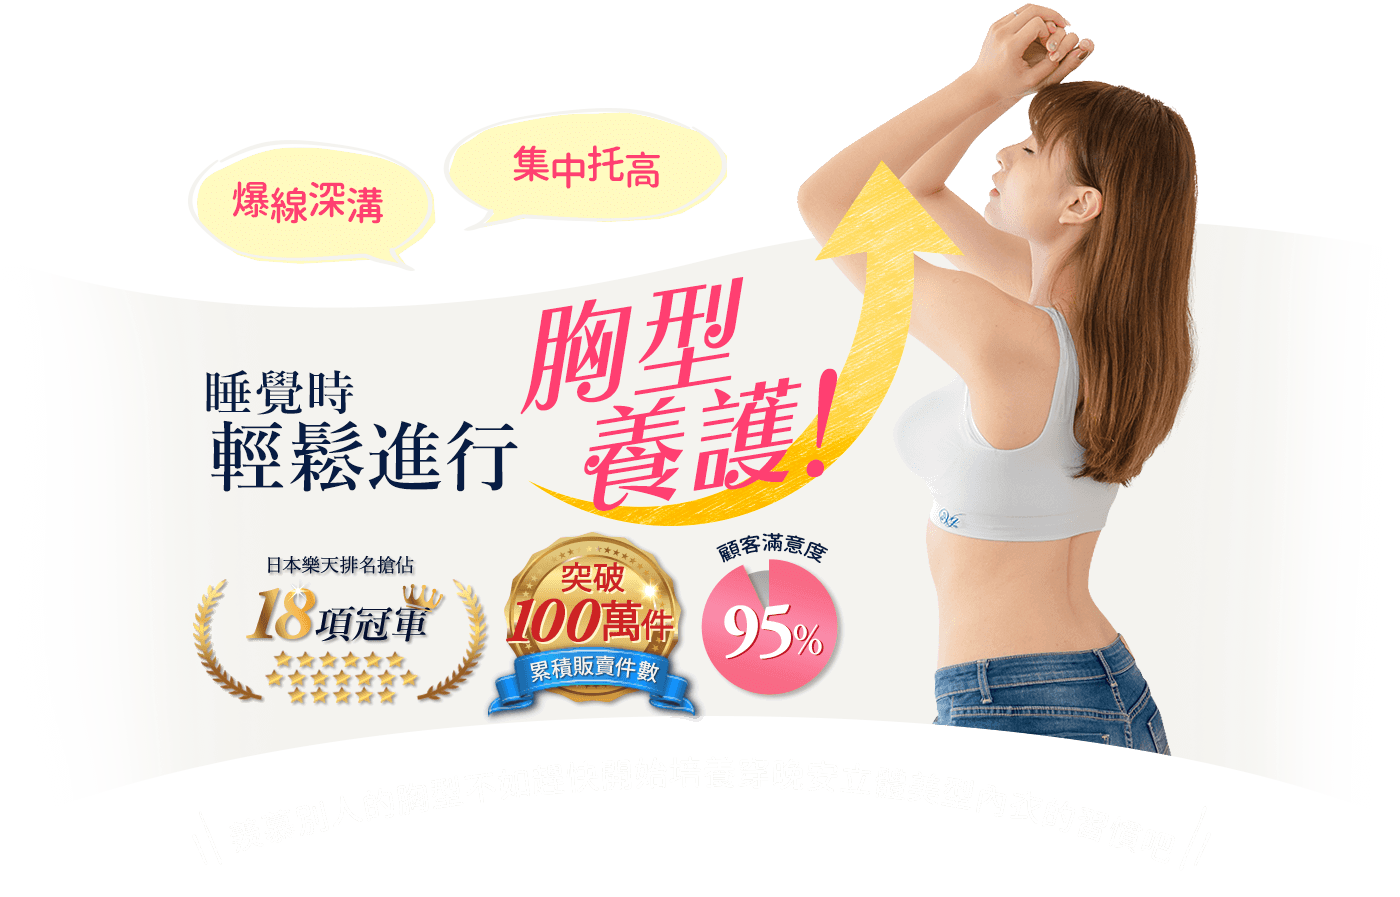 爆線深溝
集中托高
睡覺時
輕鬆進行
胸型
養護!
日本樂天排名搶佔
18項冠軍
突破
100萬件
累積販賣件數
顧客滿意度
95%